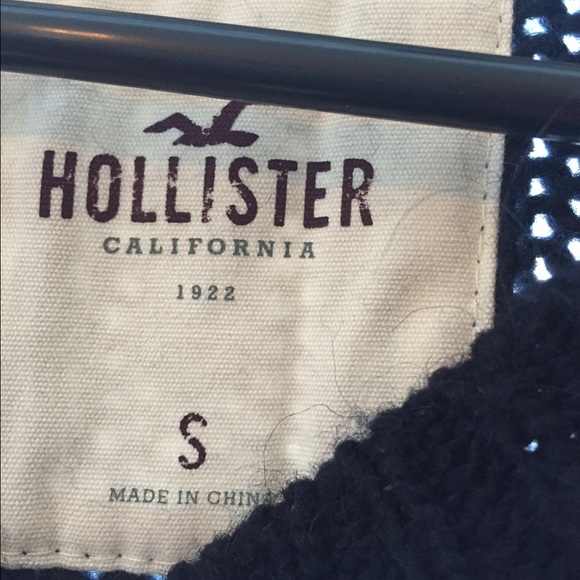 HOLLISTER
CALIFORNIA
1922
S
MADE IN CHINA